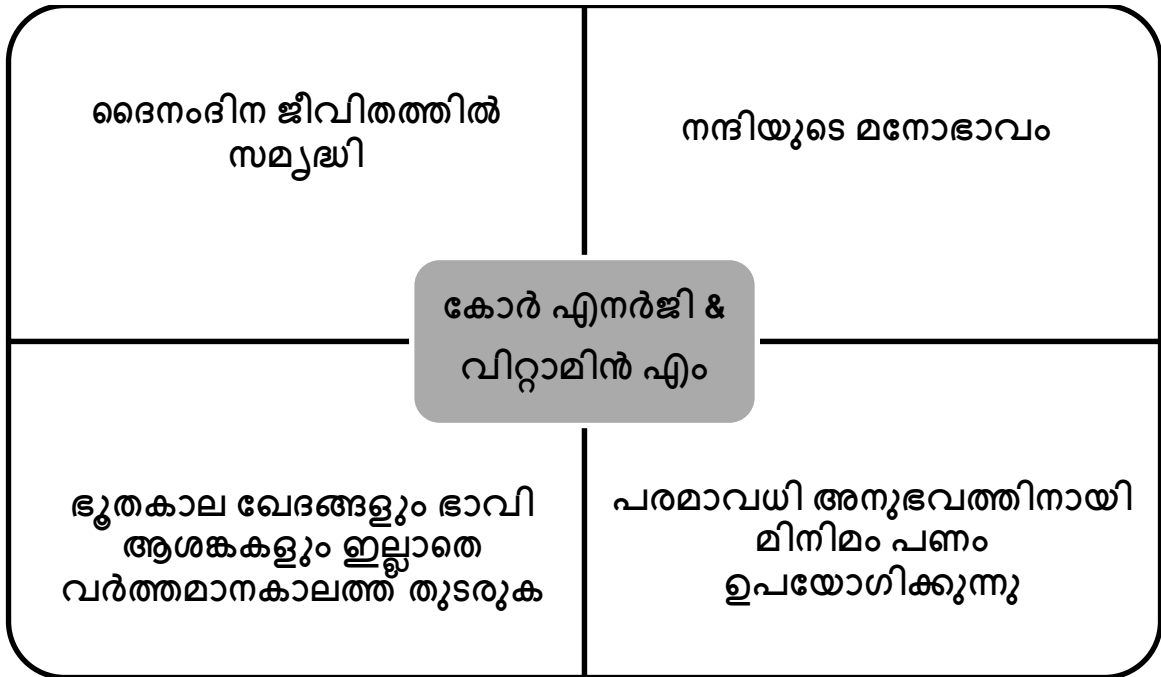 ദൈനംദിന ജീവിതത്തിൽ
സമൃദ്ധി
നന്ദിയുടെ മനോഭാവം
കോർ എനർജി &
വിറ്റാമിൻ എം
ഭൂതകാല ഖേദങ്ങളും ഭാവി
ആശങ്കകളും ഇല്ലാതെ
വർത്തമാനകാലത്ത് തുടരുക
പരമാവധി അനുഭവത്തിനായി
മിനിമം പണം
ഉപയോഗിക്കുന്നു